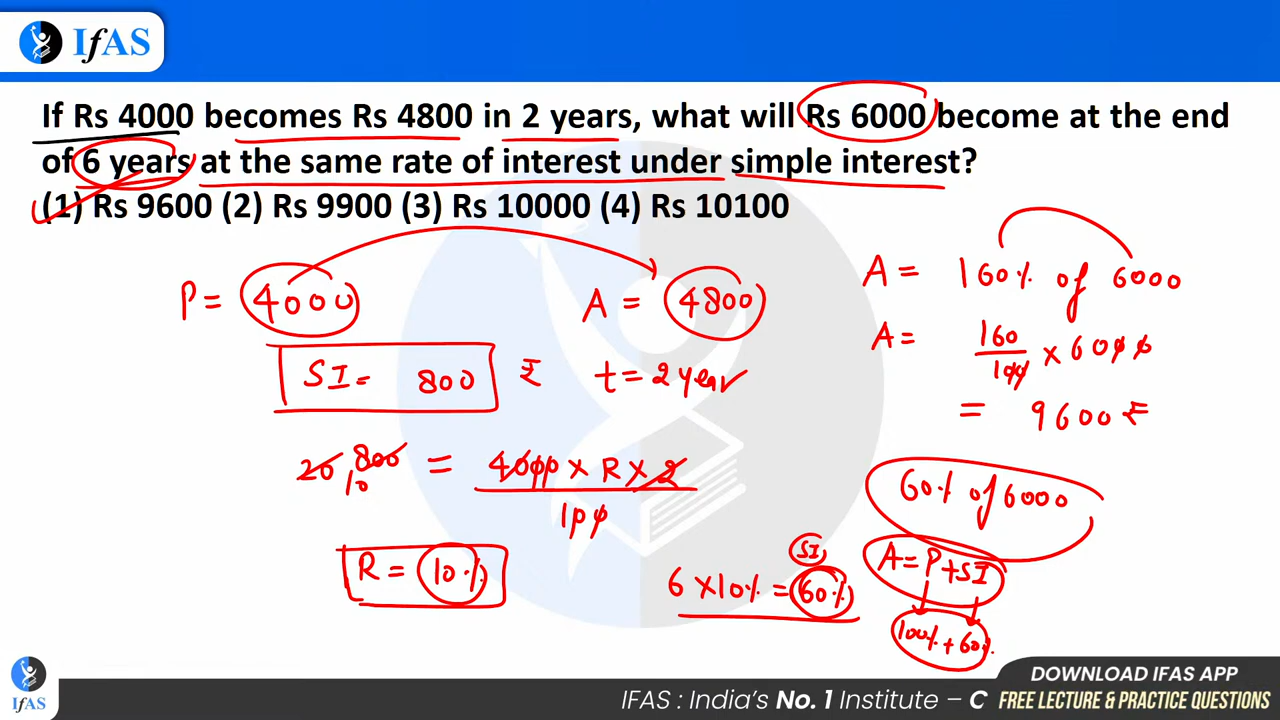 IfAS
If Rs 4000 becomes Rs 4800 in 2 years, what will Rs 6000 become at the end
of 6 years at the same rate of interest under simple interest?
(1) Rs 9600 (2) Rs 9900 (3) Rs 10000 (4) Rs 10100
P = 4000
A = 4800
SI = 800 ₹
t = 2 year
20 800 10 = 4000 × R × 2
100
R = 10%
6 × 10% = 60%
SI
A = 160% of 6000
A = 160
100 × 6000
= 9600 ₹
60% of 6000
A = P + SI
100% + 60%
IfAS
DOWNLOAD IFAS APP
IFAS : India's No. 1 Institute – C
FREE LECTURE & PRACTICE QUESTIONS